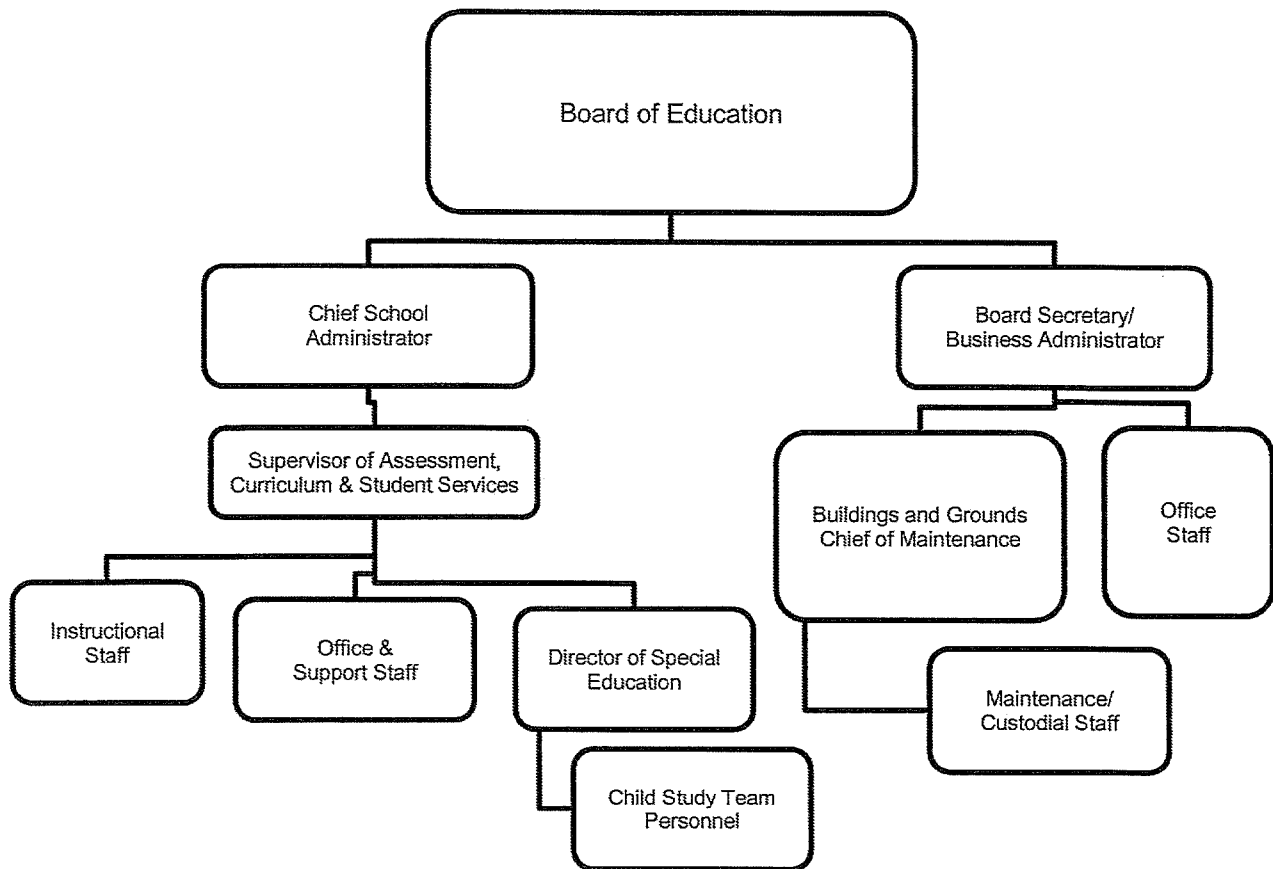 Board of Education
Chief School
Administrator
Board Secretary/
Business Administrator
Supervisor of Assessment,
Curriculum & Student Services
Buildings and Grounds
Chief of Maintenance
Office
Staff
Instructional
Staff
Office &
Support Staff
Director of Special
Education
Maintenance/
Custodial Staff
Child Study Team
Personnel